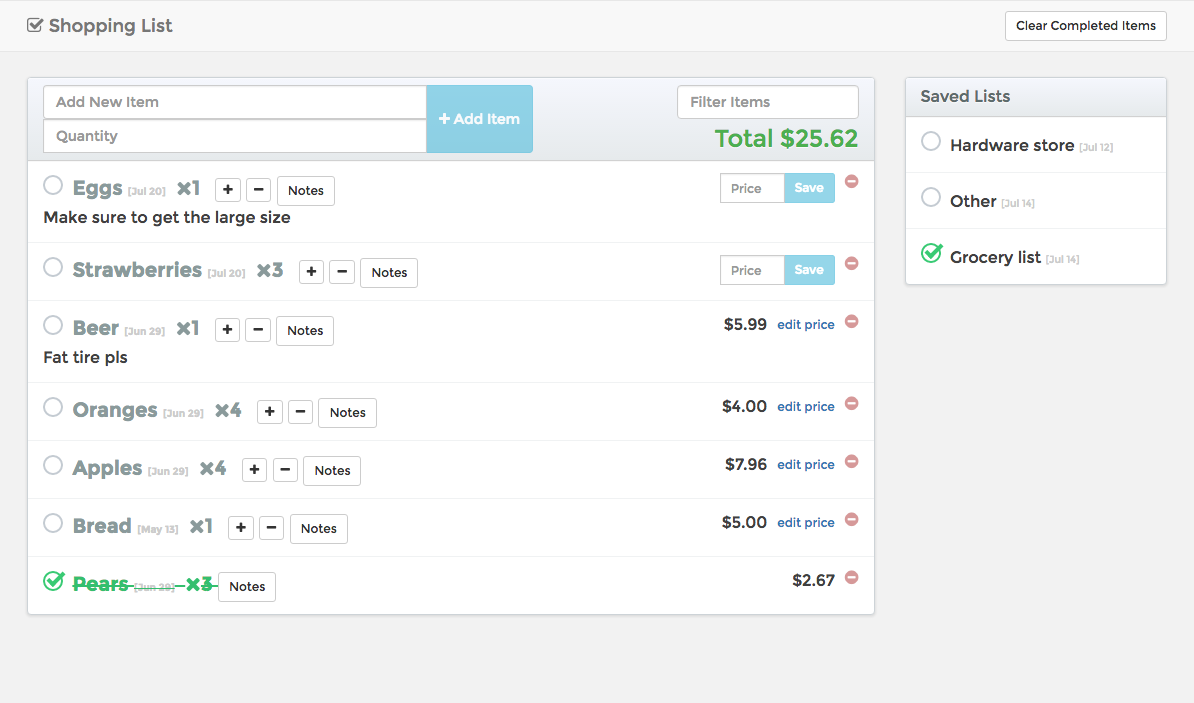 Shopping List
Clear Completed Items
Add New Item
Quantity
+ Add Item
Filter Items
Total $25.62
Eggs [Jul 20] ×1 + − Notes Price Save
Make sure to get the large size
Strawberries [Jul 20] ×3 + − Notes Price Save
Beer [Jun 29] ×1 + − Notes $5.99 edit price
Fat tire pls
Oranges [Jun 29] ×4 + − Notes $4.00 edit price
Apples [Jun 29] ×4 + − Notes $7.96 edit price
Bread [May 13] ×1 + − Notes $5.00 edit price
Pears [Jun 29] ×3 Notes $2.67
Saved Lists
Hardware store [Jul 12]
Other [Jul 14]
Grocery list [Jul 14]